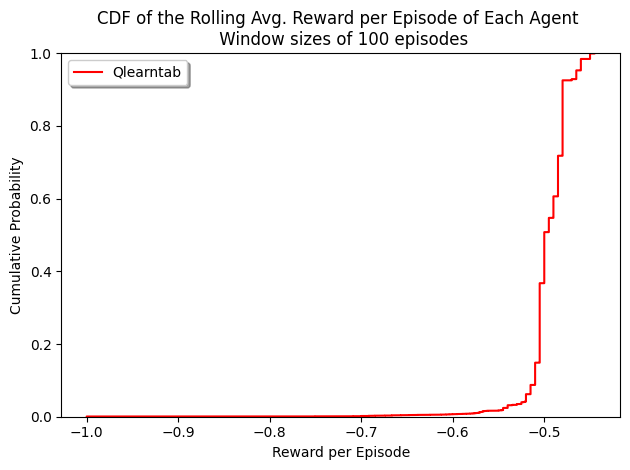 CDF of the Rolling Avg. Reward per Episode of Each Agent
Window sizes of 100 episodes
Qlearntab
Cumulative Probability
1.0
0.8
0.6
0.4
0.2
0.0
−1.0 −0.9 −0.8 −0.7 −0.6 −0.5
Reward per Episode